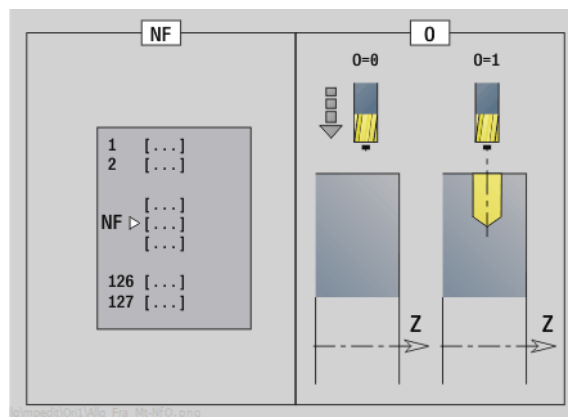 NF
O
O=0
O=1
1 [...]
2 [...]
[...]
NF [...]
[...]
126 [...]
127 [...]
Z
Z